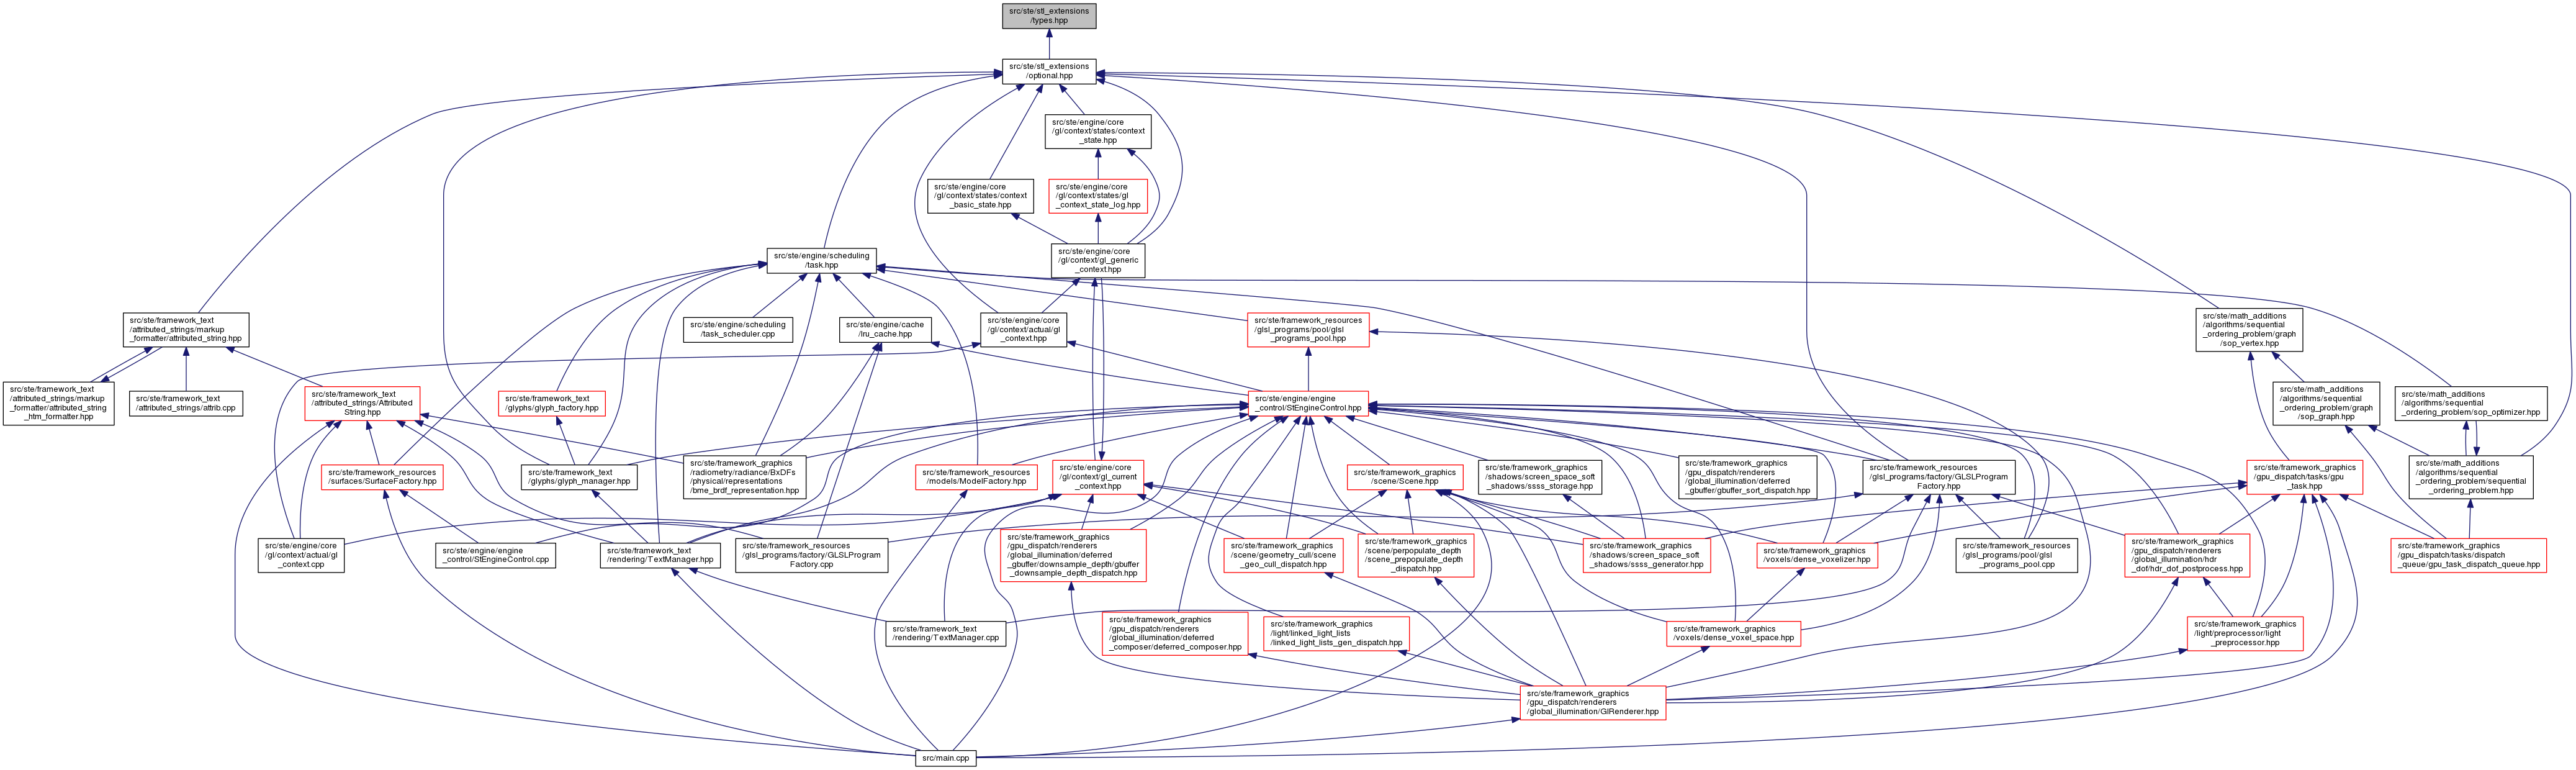 src/ste/stl_extensions
/types.hpp
src/ste/stl_extensions
/optional.hpp
src/ste/engine/core
/gl/context/states/context
_state.hpp
src/ste/engine/core
/gl/context/states/context
_basic_state.hpp
src/ste/engine/core
/gl/context/states/gl
_context_state_log.hpp
src/ste/engine/scheduling
/task.hpp
src/ste/engine/core
/gl/context/gl_generic
_context.hpp
src/ste/framework_text
/attributed_strings/markup
_formatter/attributed_string.hpp
src/ste/engine/scheduling
/task_scheduler.cpp
src/ste/engine/cache
/lru_cache.hpp
src/ste/engine/core
/gl/context/actual/gl
_context.hpp
src/ste/framework_resources
/glsl_programs/pool/glsl
_programs_pool.hpp
src/ste/math_additions
/algorithms/sequential
_ordering_problem/graph
/sop_vertex.hpp
src/ste/framework_text
/attributed_strings/markup
_formatter/attributed_string
_htm_formatter.hpp
src/ste/framework_text
/attributed_strings/attrib.cpp
src/ste/framework_text
/attributed_strings/Attributed
String.hpp
src/ste/framework_text
/glyphs/glyph_factory.hpp
src/ste/engine/engine
_control/StEngineControl.hpp
src/ste/math_additions
/algorithms/sequential
_ordering_problem/graph
/sop_graph.hpp
src/ste/math_additions
/algorithms/sequential
_ordering_problem/sop_optimizer.hpp
src/ste/framework_resources
/surfaces/SurfaceFactory.hpp
src/ste/framework_text
/glyphs/glyph_manager.hpp
src/ste/framework_graphics
/radiometry/radiance/BxDFs
/physical/representations
/bme_brdf_representation.hpp
src/ste/framework_resources
/models/ModelFactory.hpp
src/ste/engine/core
/gl/context/gl_current
_context.hpp
src/ste/framework_graphics
/scene/Scene.hpp
src/ste/framework_graphics
/shadows/screen_space_soft
_shadows/ssss_storage.hpp
src/ste/framework_graphics
/gpu_dispatch/renderers
/global_illumination/deferred
_gbuffer/gbuffer_sort_dispatch.hpp
src/ste/framework_resources
/glsl_programs/factory/GLSLProgram
Factory.hpp
src/ste/framework_graphics
/gpu_dispatch/tasks/gpu
_task.hpp
src/ste/math_additions
/algorithms/sequential
_ordering_problem/sequential
_ordering_problem.hpp
src/ste/engine/core
/gl/context/actual/gl
_context.cpp
src/ste/engine/engine
_control/StEngineControl.cpp
src/ste/framework_text
/rendering/TextManager.hpp
src/ste/framework_resources
/glsl_programs/factory/GLSLProgram
Factory.cpp
src/ste/framework_graphics
/gpu_dispatch/renderers
/global_illumination/deferred
_gbuffer/downsample_depth/gbuffer
_downsample_depth_dispatch.hpp
src/ste/framework_graphics
/scene/geometry_cull/scene
_geo_cull_dispatch.hpp
src/ste/framework_graphics
/scene/perpopulate_depth
/scene_prepopulate_depth
_dispatch.hpp
src/ste/framework_graphics
/shadows/screen_space_soft
_shadows/ssss_generator.hpp
src/ste/framework_graphics
/voxels/dense_voxelizer.hpp
src/ste/framework_resources
/glsl_programs/pool/glsl
_programs_pool.cpp
src/ste/framework_graphics
/gpu_dispatch/renderers
/global_illumination/hdr
_dof/hdr_dof_postprocess.hpp
src/ste/framework_graphics
/gpu_dispatch/tasks/dispatch
_queue/gpu_task_dispatch_queue.hpp
src/ste/framework_text
/rendering/TextManager.cpp
src/ste/framework_graphics
/gpu_dispatch/renderers
/global_illumination/deferred
_composer/deferred_composer.hpp
src/ste/framework_graphics
/light/linked_light_lists
/linked_light_lists_gen_dispatch.hpp
src/ste/framework_graphics
/voxels/dense_voxel_space.hpp
src/ste/framework_graphics
/light/preprocessor/light
_preprocessor.hpp
src/ste/framework_graphics
/gpu_dispatch/renderers
/global_illumination/GIRenderer.hpp
src/main.cpp